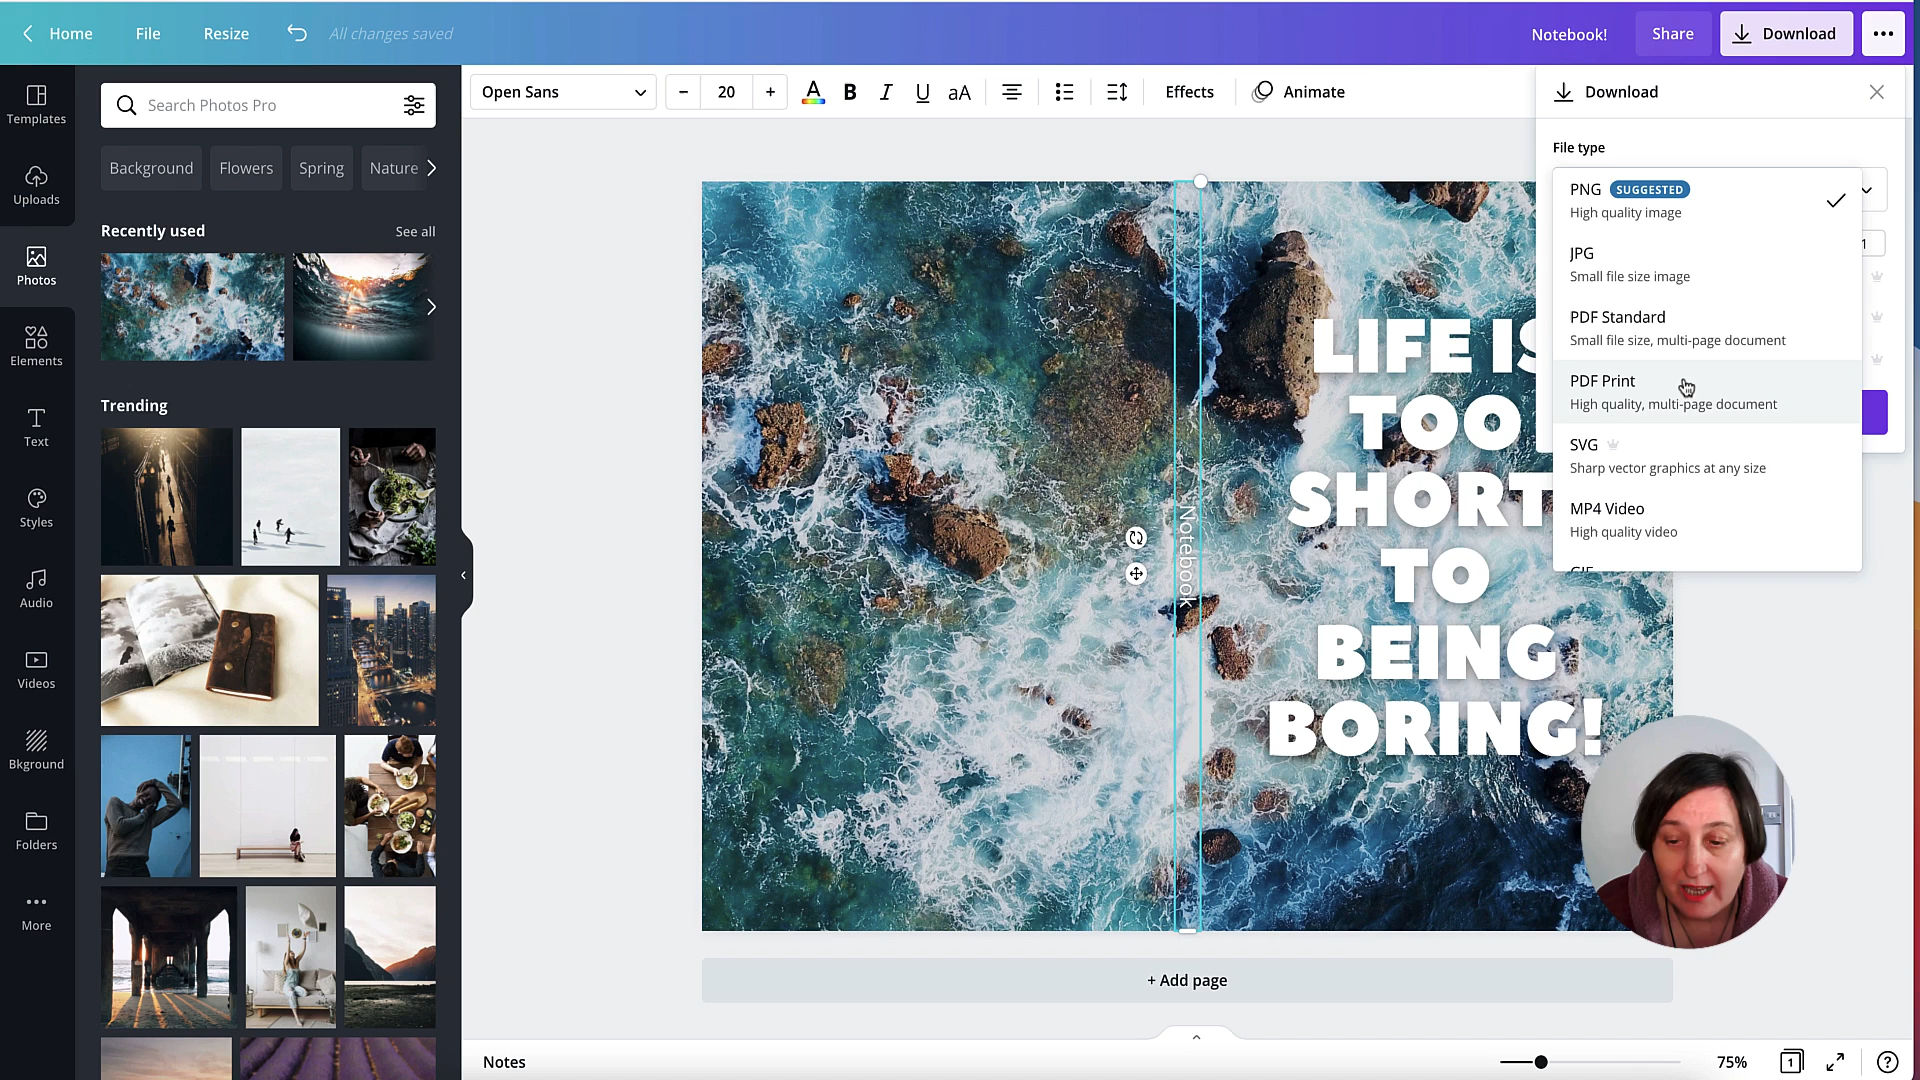 Home File Resize All changes saved Notebook! Share Download
Templates
Uploads
Photos
Elements
Text
Styles
Audio
Videos
Bkground
Folders
More
Search Photos Pro
Background Flowers Spring Nature
Recently used See all
Trending
Open Sans 20 A B I U aA Effects Animate
Notebook
LIFE IS
TOO
SHORT
TO
BEING
BORING!
+ Add page
Download
File type
PNG SUGGESTED
High quality image
1
JPG
Small file size image
PDF Standard
Small file size, multi-page document
PDF Print
High quality, multi-page document
SVG
Sharp vector graphics at any size
MP4 Video
High quality video
GIF
Notes 75% 1 ?